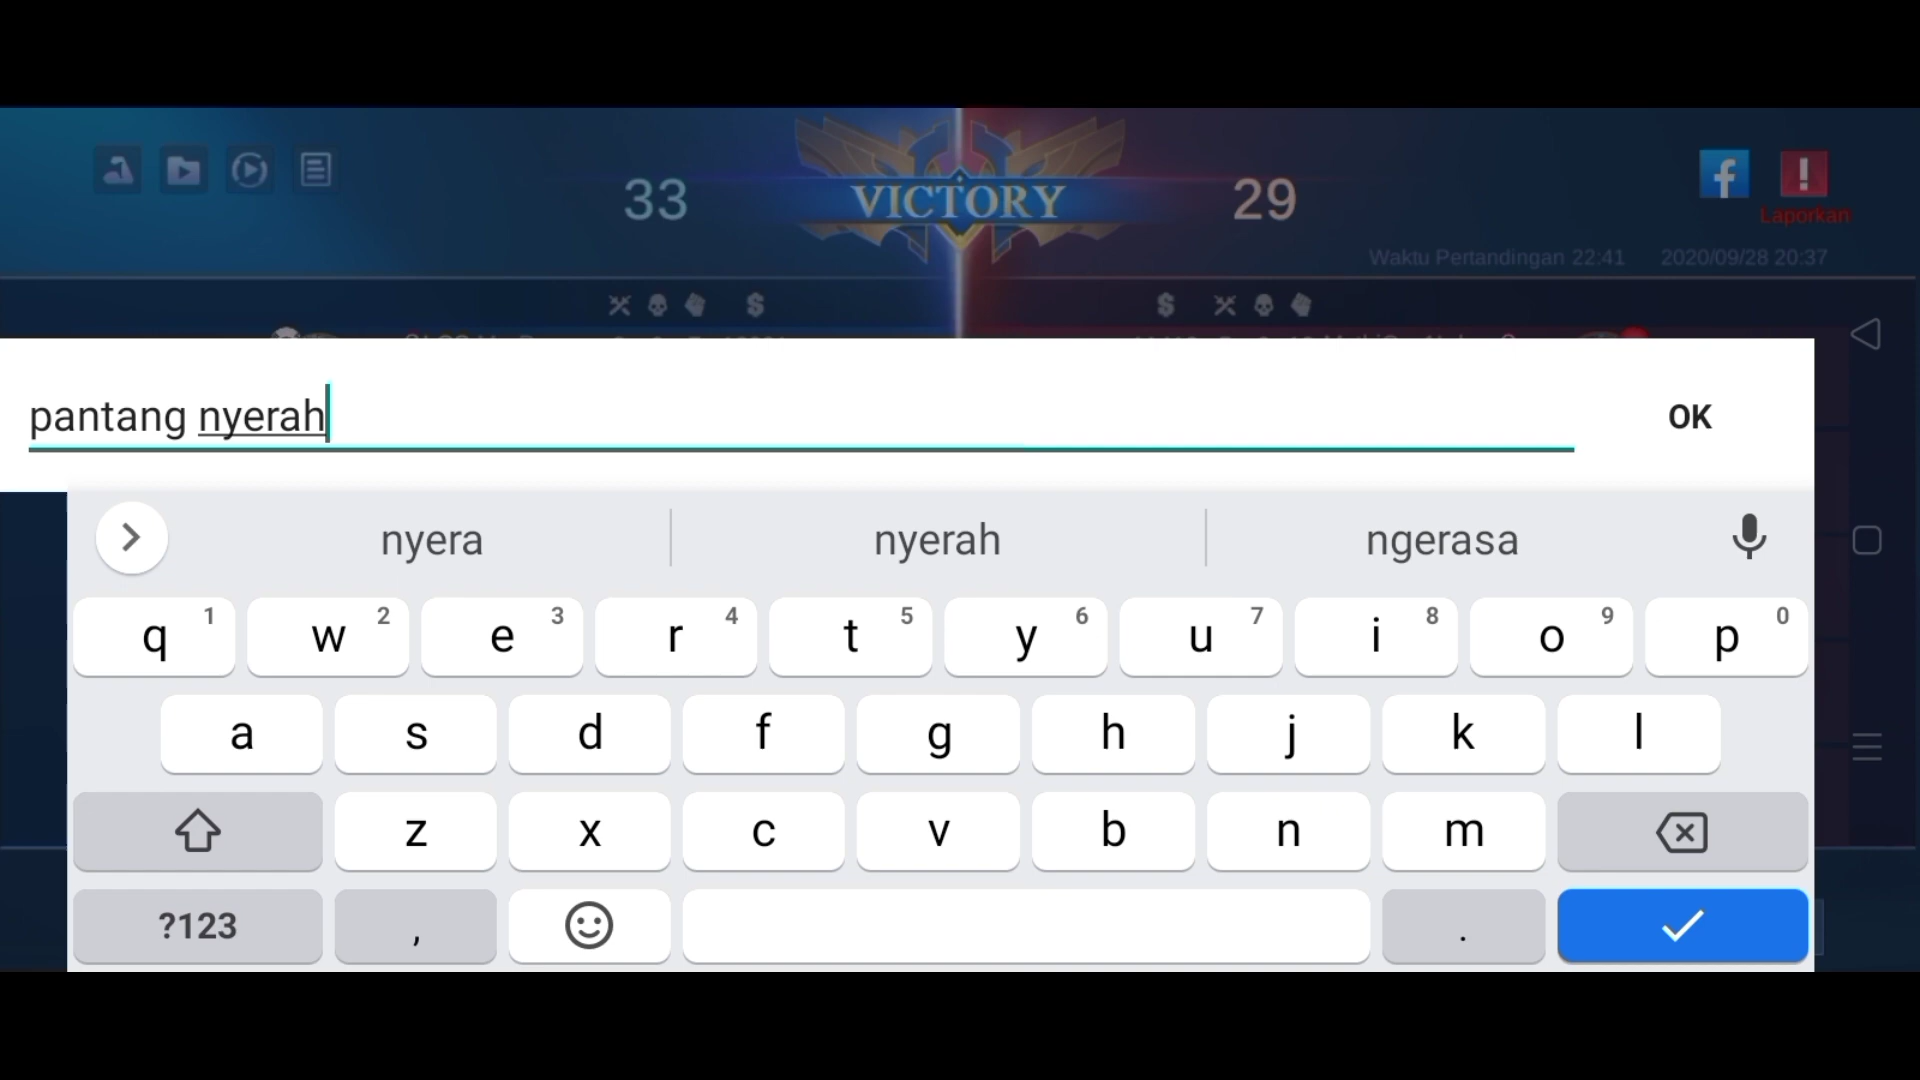 33 VICTORY 29
Laporkan
Waktu Pertandingan 22:41 2020/09/28 20:37
pantang nyerah OK
nyera nyerah ngerasa
q 1 w 2 e 3 r 4 t 5 y 6 u 7 i 8 o 9 p 0
a s d f g h j k l
z x c v b n m
?123 , .